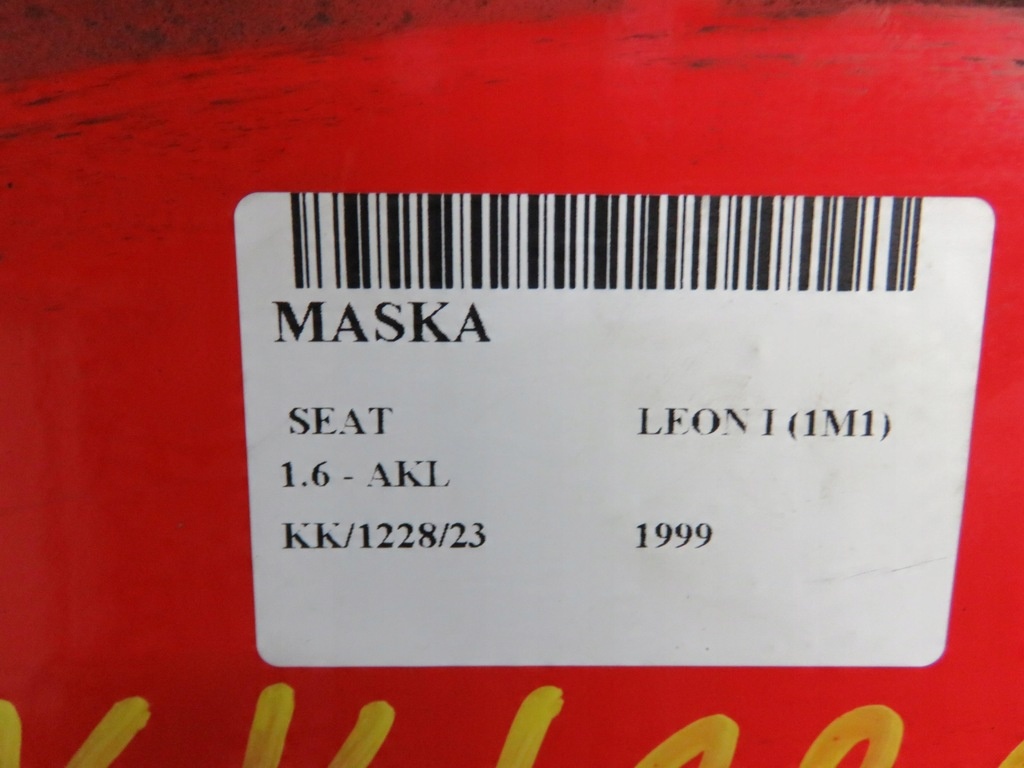 MASKA
SEAT LEON I (1M1)
1.6 - AKL
KK/1228/23 1999